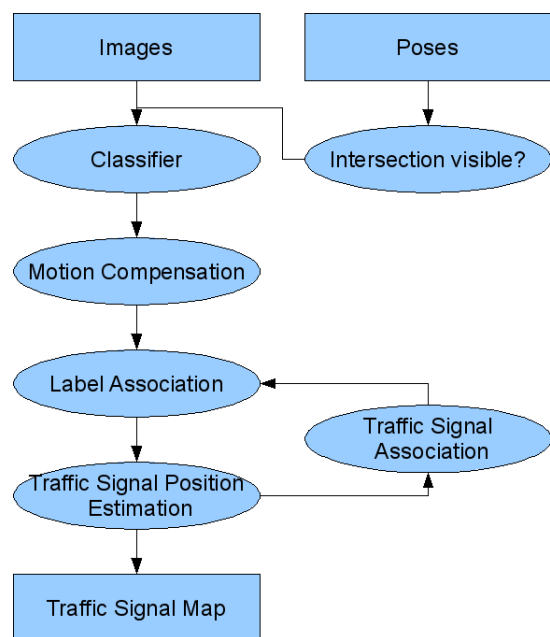 Images
Poses
Classifier
Intersection visible?
Motion Compensation
Label Association
Traffic Signal
Association
Traffic Signal Position
Estimation
Traffic Signal Map